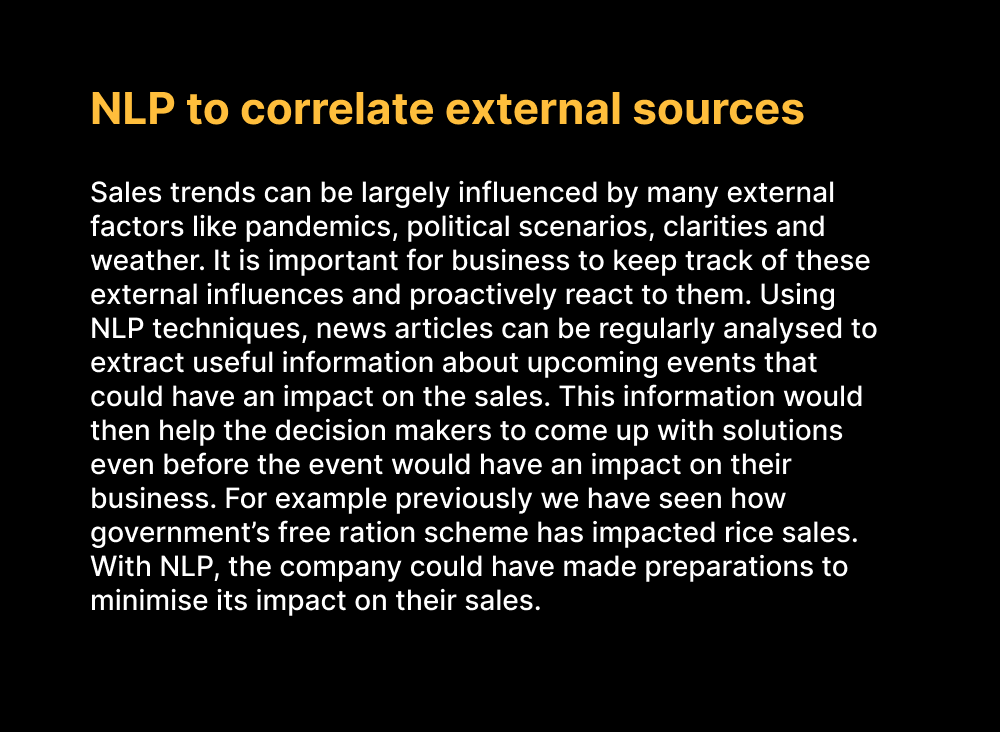 NLP to correlate external sources
Sales trends can be largely influenced by many external
factors like pandemics, political scenarios, clarities and
weather. It is important for business to keep track of these
external influences and proactively react to them. Using
NLP techniques, news articles can be regularly analysed to
extract useful information about upcoming events that
could have an impact on the sales. This information would
then help the decision makers to come up with solutions
even before the event would have an impact on their
business. For example previously we have seen how
government’s free ration scheme has impacted rice sales.
With NLP, the company could have made preparations to
minimise its impact on their sales.